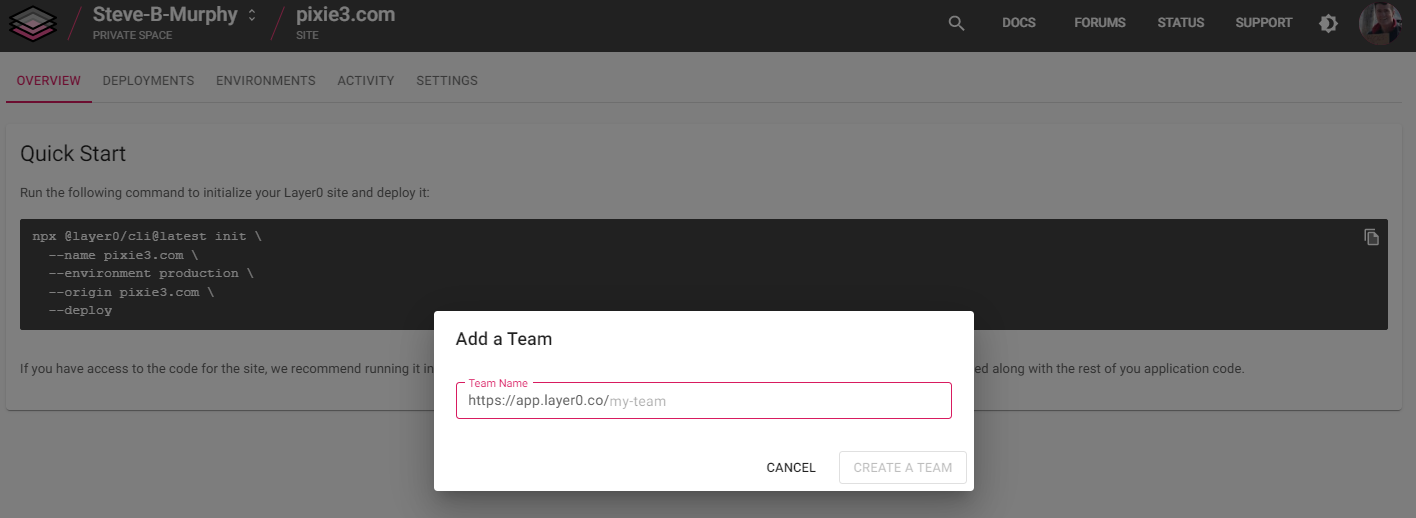 Steve-B-Murphy
PRIVATE SPACE
pixie3.com
SITE
DOCS
FORUMS
STATUS
SUPPORT
OVERVIEW
DEPLOYMENTS
ENVIRONMENTS
ACTIVITY
SETTINGS
Quick Start
Run the following command to initialize your Layer0 site and deploy it:
npx @layer0/cli@latest init \
--name pixie3.com \
--environment production \
--origin pixie3.com \
--deploy
If you have access to the code for the site, we recommend running it in
ed along with the rest of you application code.
Add a Team
Team Name
https://app.layer0.co/my-team
CANCEL
CREATE A TEAM